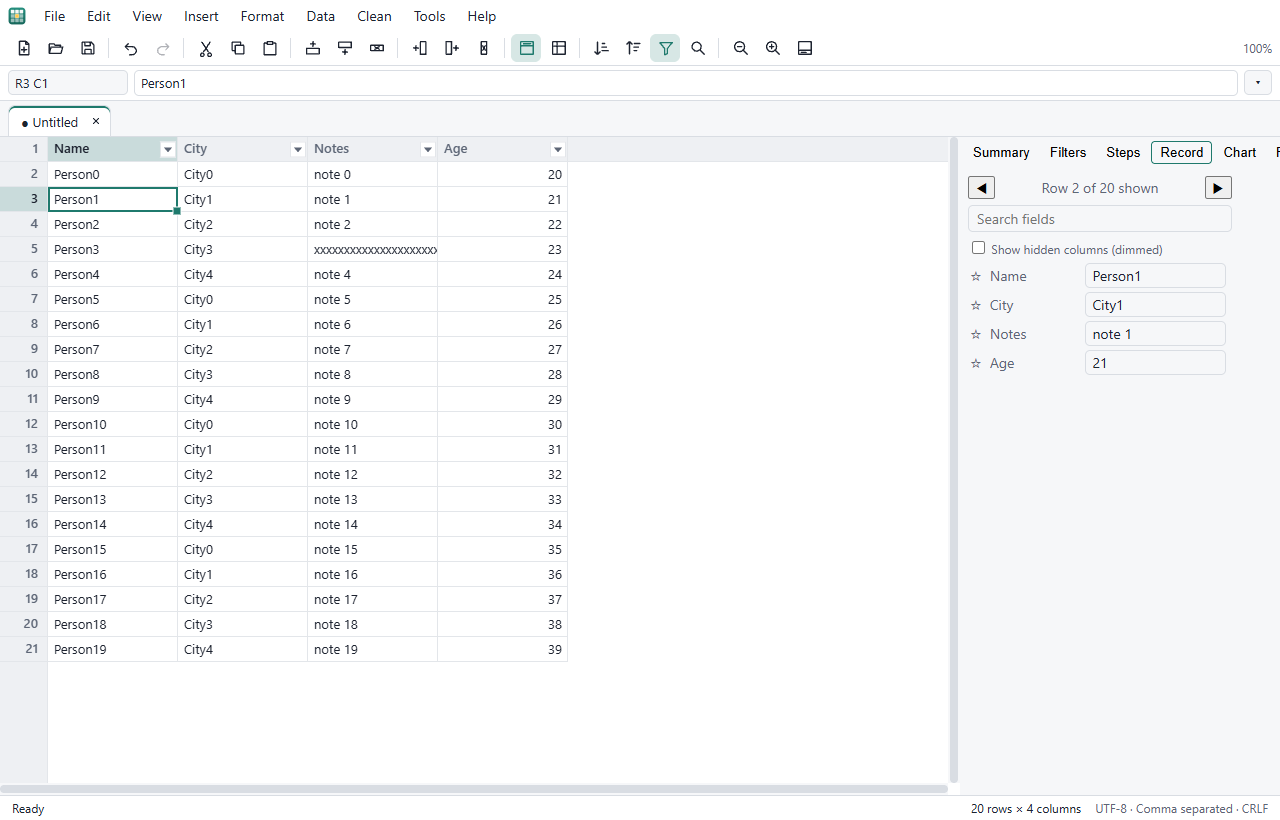 File Edit View Insert Format Data Clean Tools Help
100%
R3 C1 Person1
● Untitled ×
1 Name City Notes Age
2 Person0 City0 note 0 20
3 Person1 City1 note 1 21
4 Person2 City2 note 2 22
5 Person3 City3 xxxxxxxxxxxxxxxxxxxxx 23
6 Person4 City4 note 4 24
7 Person5 City0 note 5 25
8 Person6 City1 note 6 26
9 Person7 City2 note 7 27
10 Person8 City3 note 8 28
11 Person9 City4 note 9 29
12 Person10 City0 note 10 30
13 Person11 City1 note 11 31
14 Person12 City2 note 12 32
15 Person13 City3 note 13 33
16 Person14 City4 note 14 34
17 Person15 City0 note 15 35
18 Person16 City1 note 16 36
19 Person17 City2 note 17 37
20 Person18 City3 note 18 38
21 Person19 City4 note 19 39
Summary Filters Steps Record Chart
◀ Row 2 of 20 shown ▶
Search fields
Show hidden columns (dimmed)
☆ Name Person1
☆ City City1
☆ Notes note 1
☆ Age 21
Ready
20 rows × 4 columns UTF-8 · Comma separated · CRLF